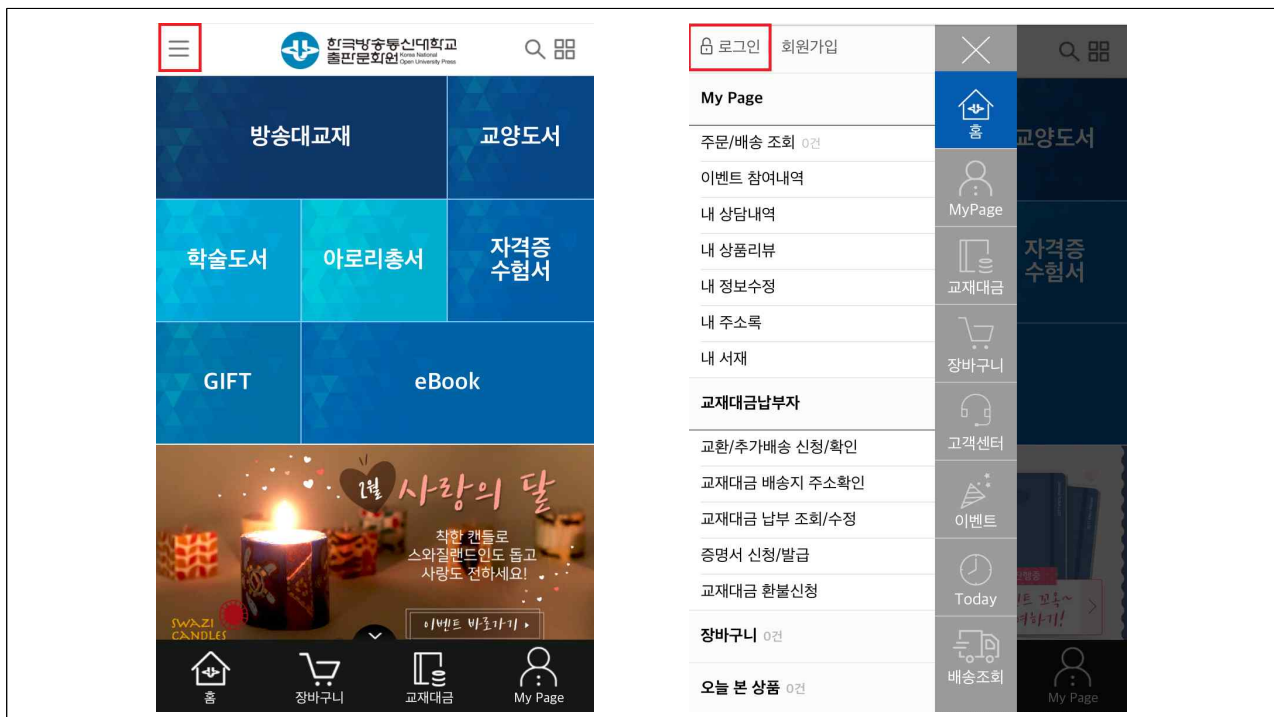 한국방송통신대학교
출판문화원 Korea National Open University Press
방송대교재
교양도서
학술도서
아로리총서
자격증
수험서
GIFT
eBook
2월 사랑의 달
착한 캔들로
스와질랜드인도 돕고
사랑도 전하세요!
SWAZI
CANDLES
이벤트 바로가기
홈
장바구니
교재대금
My Page
로그인 회원가입
My Page
주문/배송 조회 0건
이벤트 참여내역
내 상담내역
내 상품리뷰
내 정보수정
내 주소록
내 서재
교재대금납부자
교환/추가배송 신청/확인
교재대금 배송지 주소확인
교재대금 납부 조회/수정
증명서 신청/발급
교재대금 환불신청
장바구니 0건
오늘 본 상품 0건
홈
MyPage
교재대금
장바구니
고객센터
이벤트
Today
배송조회
교양도서
자격증
수험서
My Page